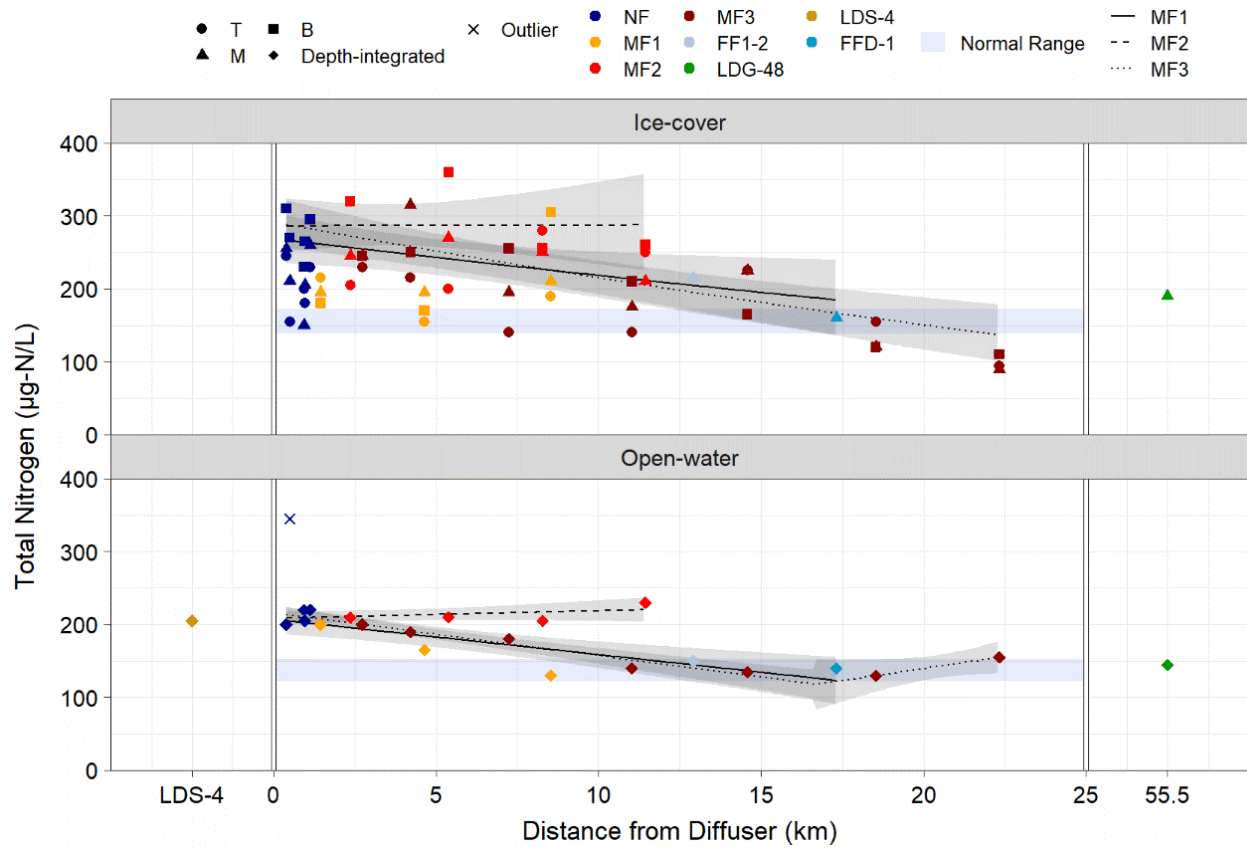 T B × Outlier NF MF3 LDS-4 MF1
M Depth-integrated MF1 FF1-2 FFD-1 Normal Range MF2
MF2 LDG-48 MF3
Ice-cover
400
300
200
100
0
Open-water
400
300
200
100
0
Total Nitrogen (µg-N/L)
LDS-4 0 5 10 15 20 25 55.5
Distance from Diffuser (km)